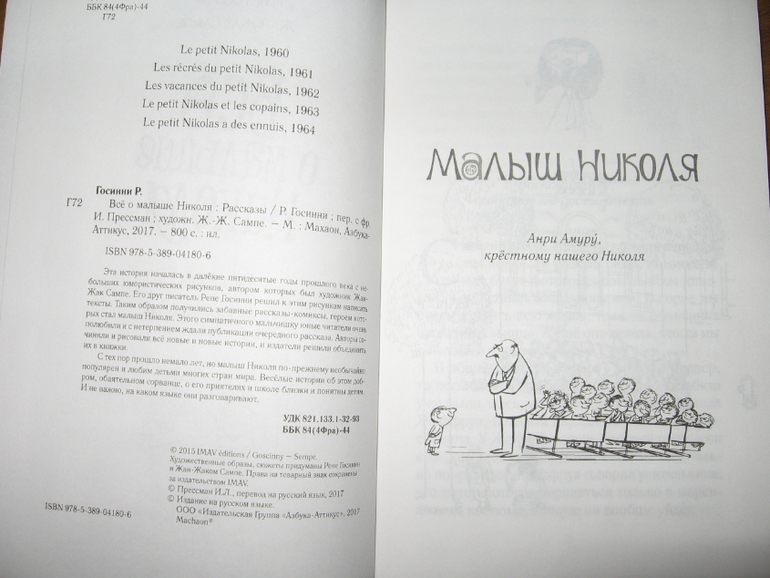 ББК 84(4Фра)-44
Г72
Le petit Nikolas, 1960
Les récrés du petit Nikolas, 1961
Les vacances du petit Nikolas, 1962
Le petit Nikolas et les copains, 1963
Le petit Nikolas a des ennuis, 1964
Госинни Р.
Г72 Всё о малыше Николя : Рассказы / Р. Госинни ; пер. с фр.
И. Прессман ; художн. Ж.-Ж. Сампе. – М. : Махаон, Азбука-
Аттикус, 2017. – 800 с. : ил.
ISBN 978-5-389-04180-6
Эта история началась в далёкие пятидесятые годы прошлого века с не-
больших юмористических рисунков, автором которых был художник Жан-
Жак Сампе. Его друг писатель Рене Госинни решил к этим рисункам написать
тексты. Таким образом получились забавные рассказы-комиксы, героем кото-
рых стал малыш Николя. Этого симпатичного мальчишку юные читатели очень
полюбили и с нетерпением ждали публикации очередного рассказа. Авторы со-
чиняли и рисовали всё новые и новые истории, и издатели решили объединить
их в книжки.
С тех пор прошло немало лет, но малыш Николя по-прежнему необычайно
популярен и любим детьми многих стран мира. Весёлые истории об этом доб-
ром, обаятельном сорванце, о его приятелях и школе близки и понятны детям.
И не важно, на каком языке они разговаривают.
УДК 821.133.1-32-93
ББК 84(4Фра)-44
© 2015 IMAV éditions / Goscinny – Sempé.
Художественные образы, сюжеты придуманы Рене Госинни
и Жан-Жаком Сампе. Права на товарный знак сохранены
за издательством IMAV.
© Прессман И.Л., перевод на русский язык, 2017
© Издание на русском языке.
ООО «Издательская Группа «Азбука-Аттикус», 2017
Machaon®
ISBN 978-5-389-04180-6
Малыш Николя
Анри Амуру́,
крёстному нашего Николя